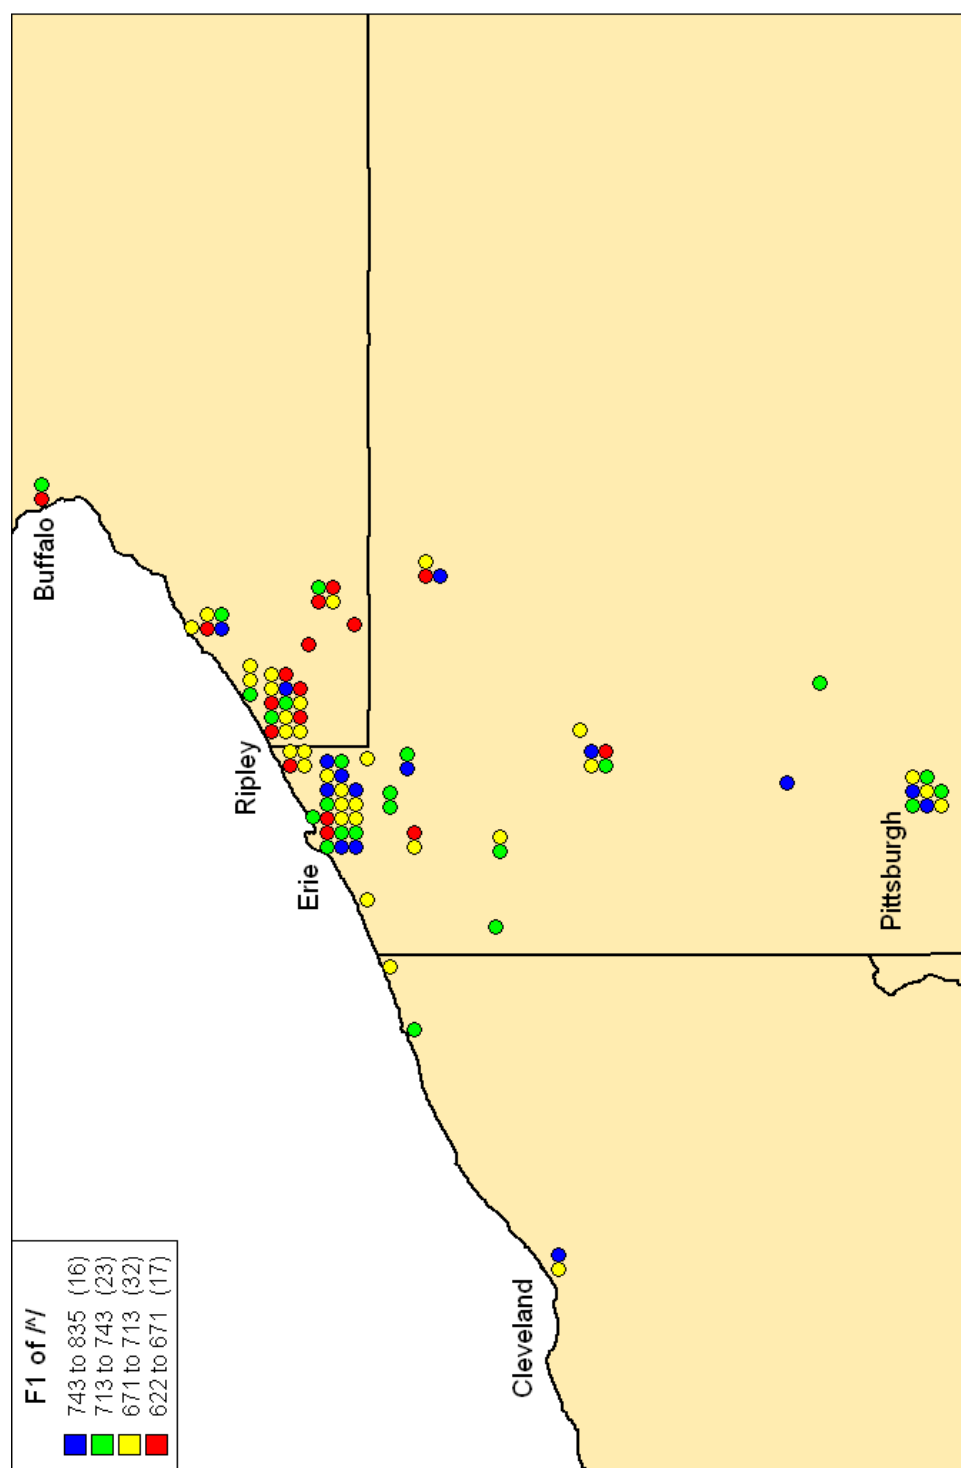 F1 of /^/
743 to 835 (16)
713 to 743 (23)
671 to 713 (32)
622 to 671 (17)
Buffalo
Ripley
Erie
Cleveland
Pittsburgh